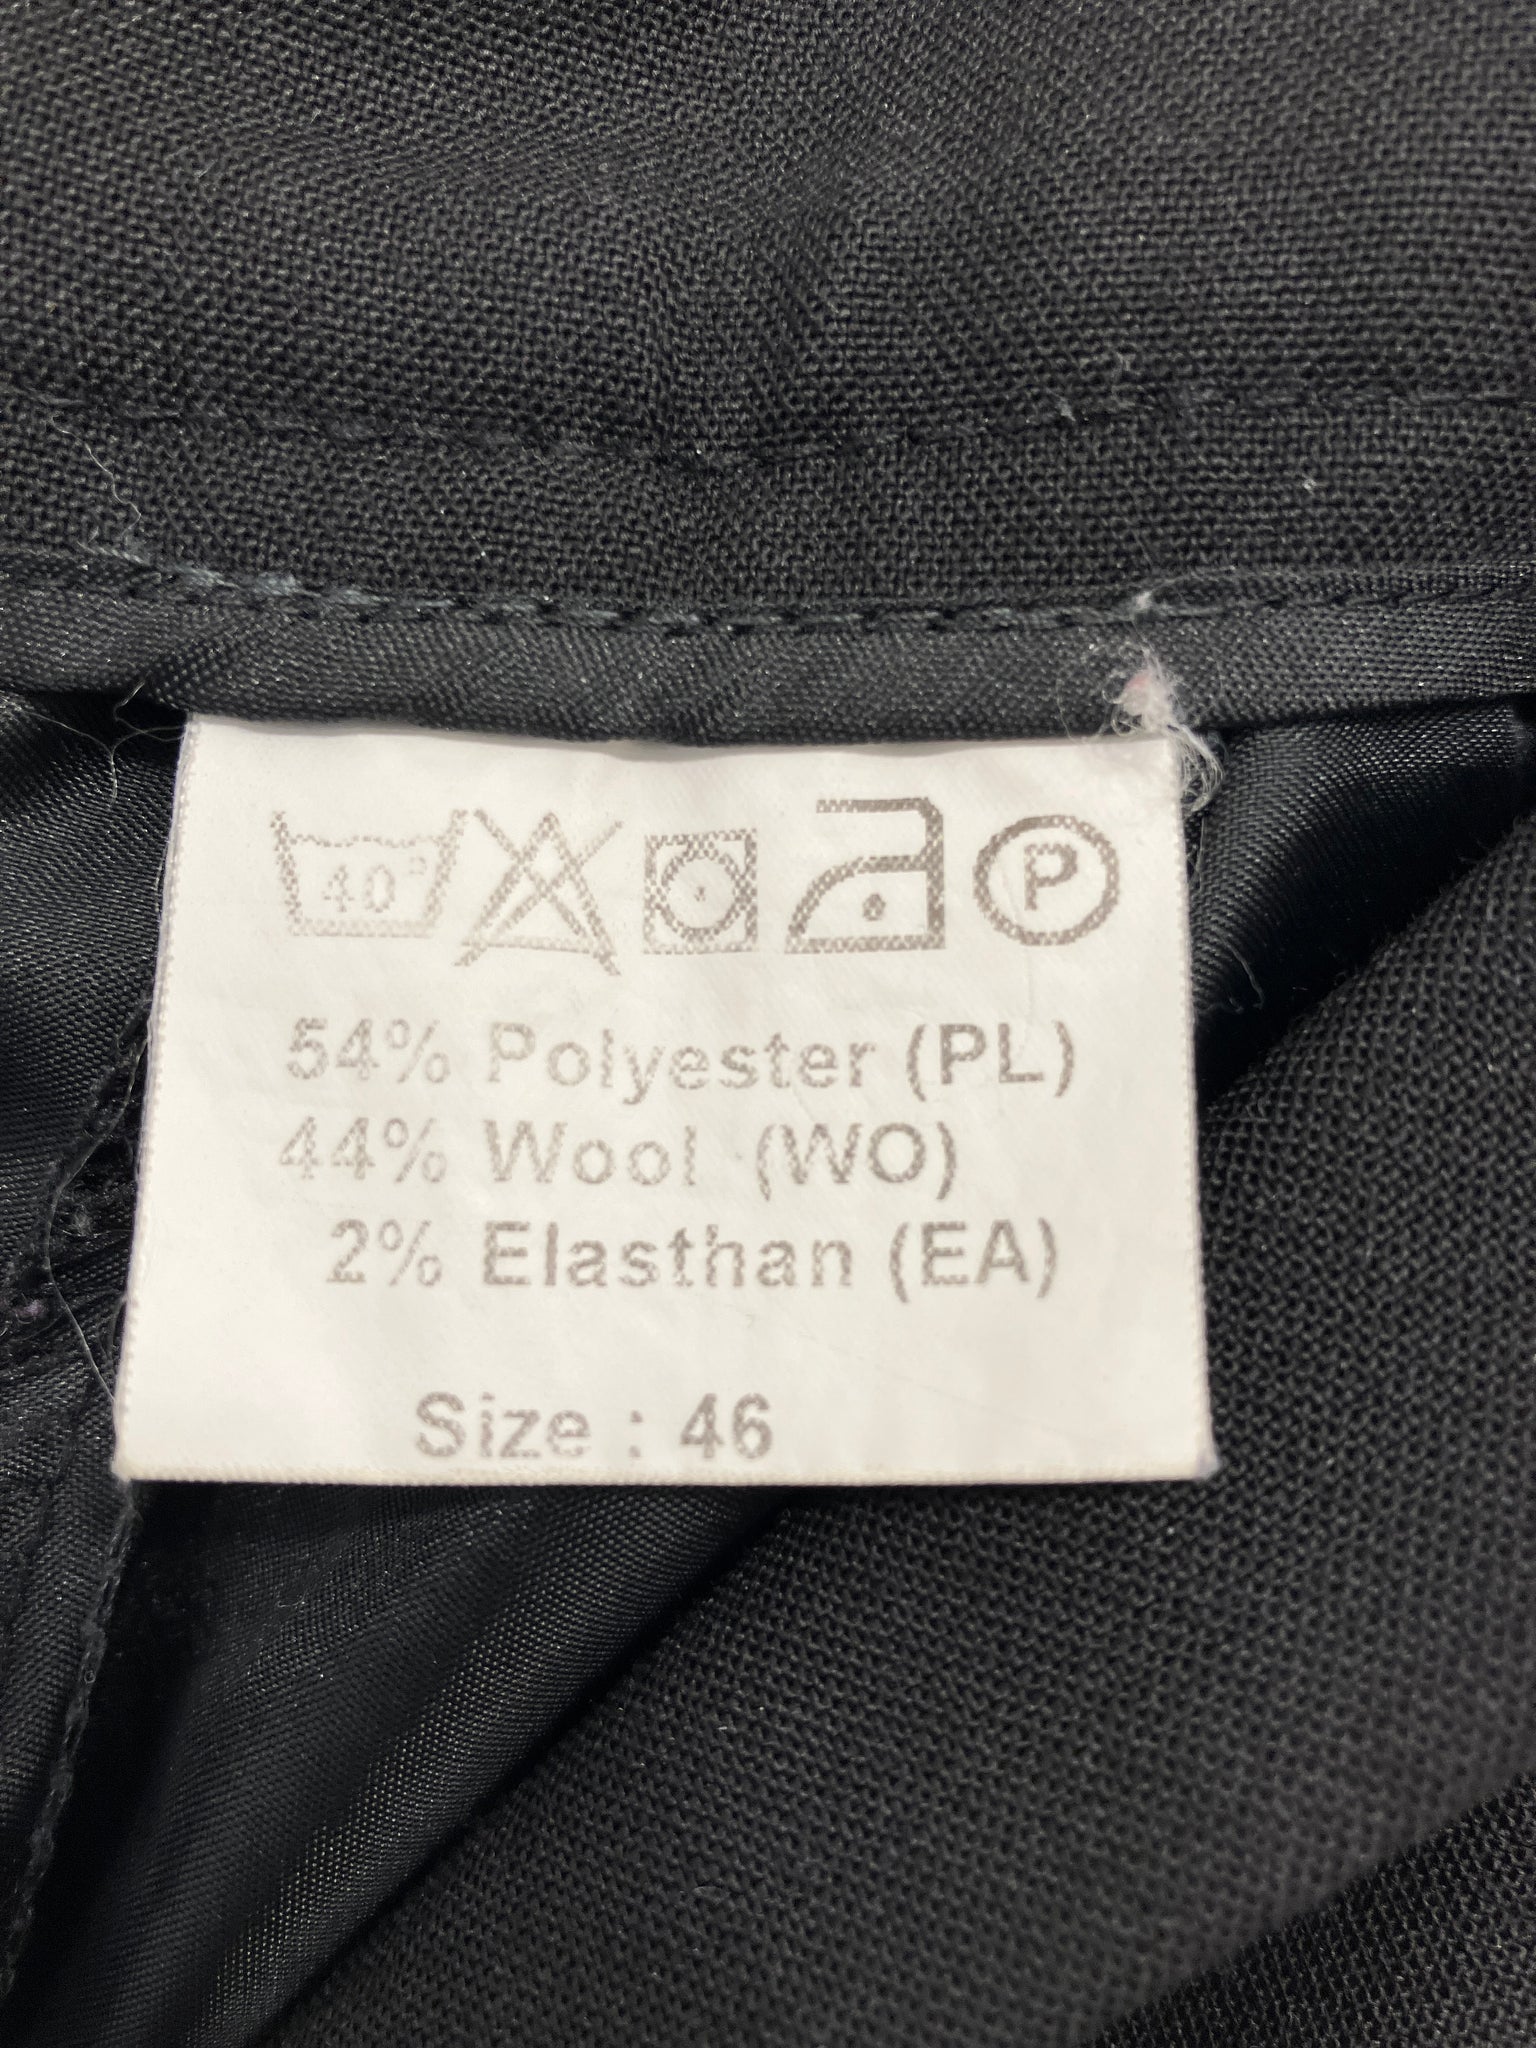 40°
P
54% Polyester (PL)
44% Wool (WO)
2% Elasthan (EA)
Size : 46